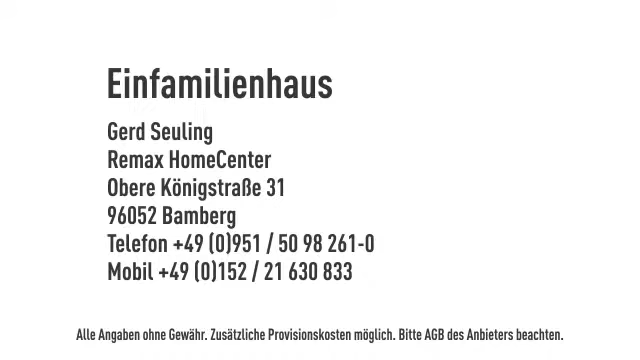 Einfamilienhaus
Gerd Seuling
Remax HomeCenter
Obere Königstraße 31
96052 Bamberg
Telefon +49 (0)951 / 50 98 261-0
Mobil +49 (0)152 / 21 630 833
Alle Angaben ohne Gewähr. Zusätzliche Provisionskosten möglich. Bitte AGB des Anbieters beachten.